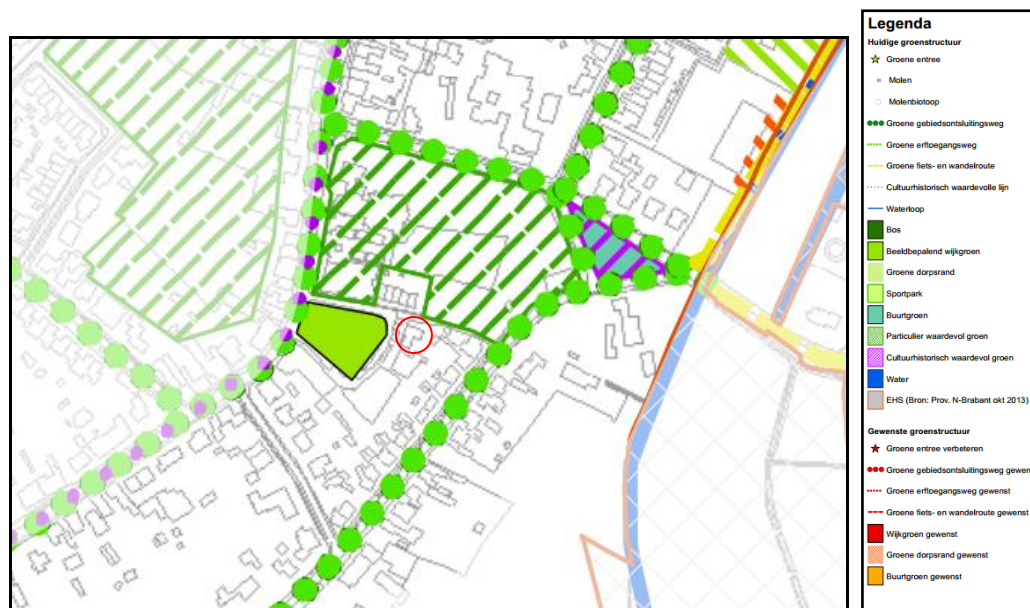 Legenda
Huidige groenstructuur
Groene entree
Molen
Molenbiotoop
Groene gebiedsontsluitingsweg
Groene erftoegangsweg
Groene fiets- en wandelroute
Cultuurhistorisch waardevolle lijn
Waterloop
Bos
Beeldbepalend wijkgroen
Groene dorpsrand
Sportpark
Buurtgroen
Particulier waardevol groen
Cultuurhistorisch waardevol groen
Water
EHS (Bron: Prov. N-Brabant okt 2013)
Gewenste groenstructuur
Groene entree verbeteren
Groene gebiedsontsluitingsweg gewen
Groene erftoegangsweg gewenst
Groene fiets- en wandelroute gewenst
Wijkgroen gewenst
Groene dorpsrand gewenst
Buurtgroen gewenst